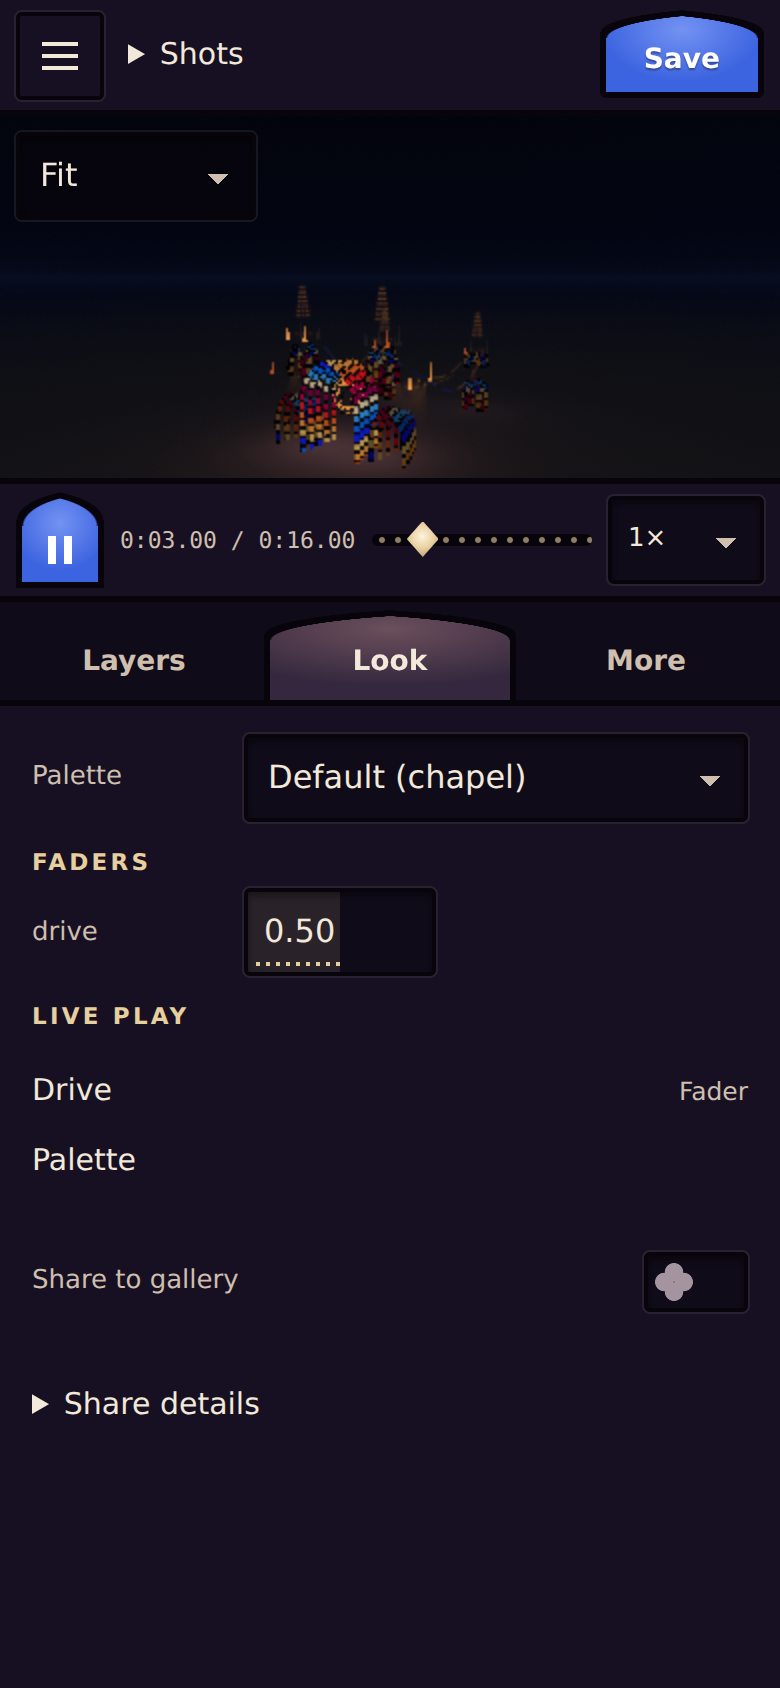 Shots
Save
Fit
0:03.00 / 0:16.00
1×
Layers
Look
More
Palette
Default (chapel)
FADERS
drive
0.50
LIVE PLAY
Drive
Fader
Palette
Share to gallery
Share details